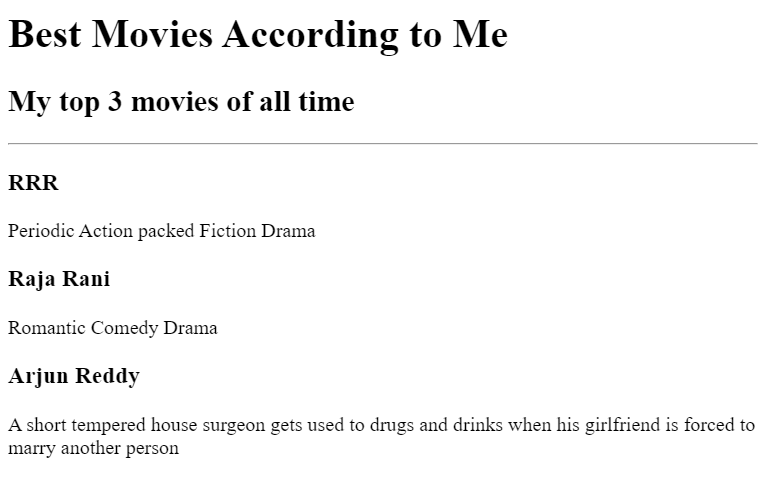 Best Movies According to Me
My top 3 movies of all time
RRR
Periodic Action packed Fiction Drama
Raja Rani
Romantic Comedy Drama
Arjun Reddy
A short tempered house surgeon gets used to drugs and drinks when his girlfriend is forced to
marry another person